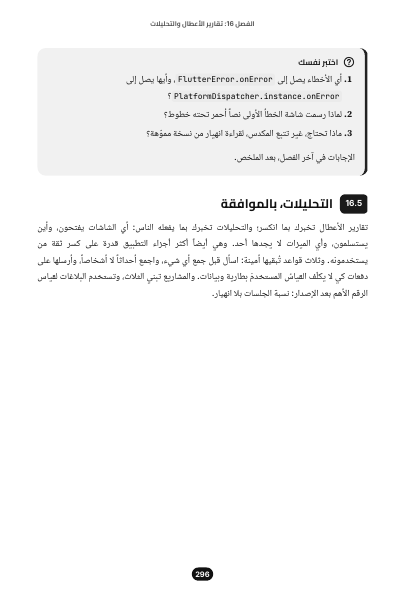 الفصل 16: تقارير الأعطال والتحليلات
اختبر نفسك
1. أي الأخطاء يصل إلى FlutterError.onError، وأيها يصل إلى
PlatformDispatcher.instance.onError؟
2. لماذا رسمت شاشة الخطأ الأولى نصاً أحمر تحته خطوط؟
3. ماذا تحتاج، غير تتبع المكدس، لقراءة انهيار من نسخة مموّهة؟
الإجابات في آخر الفصل، بعد الملخص.
16.5 التحليلات، بالموافقة
تقارير الأعطال تخبرك بما انكسر؛ والتحليلات تخبرك بما يفعله الناس: أي الشاشات يفتحون، وأين
يستسلمون، وأي الميزات لا يجدها أحد. وهي أيضاً أكثر أجزاء التطبيق قدرة على كسر ثقة من
يستخدمونه. وثلاث قواعد تُبقيها أمينة: اسأل قبل جمع أي شيء، واجمع أحداثاً لا أشخاصاً، وأرسلها على
دفعات كي لا يكلّف القياسُ المستخدمَ بطارية وبيانات. والمشاريع تبني الثلاث، وتستخدم البلاغات لقياس
الرقم الأهم بعد الإصدار: نسبة الجلسات بلا انهيار.
296